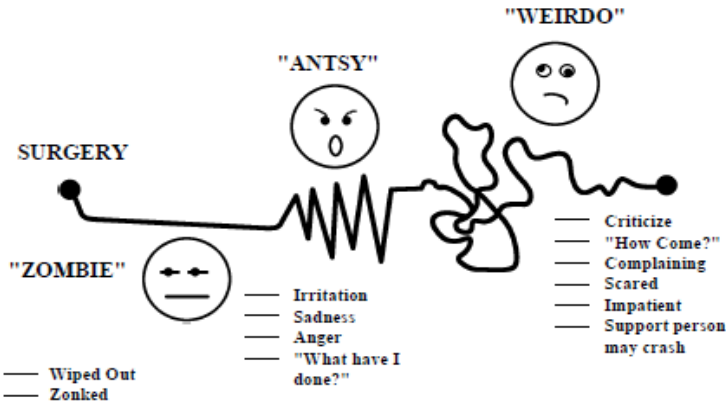 "WEIRDO"
"ANTSY"
SURGERY
"ZOMBIE"
Wiped Out
Zonked
Irritation
Sadness
Anger
"What have I
done?"
Criticize
"How Come?"
Complaining
Scared
Impatient
Support person
may crash